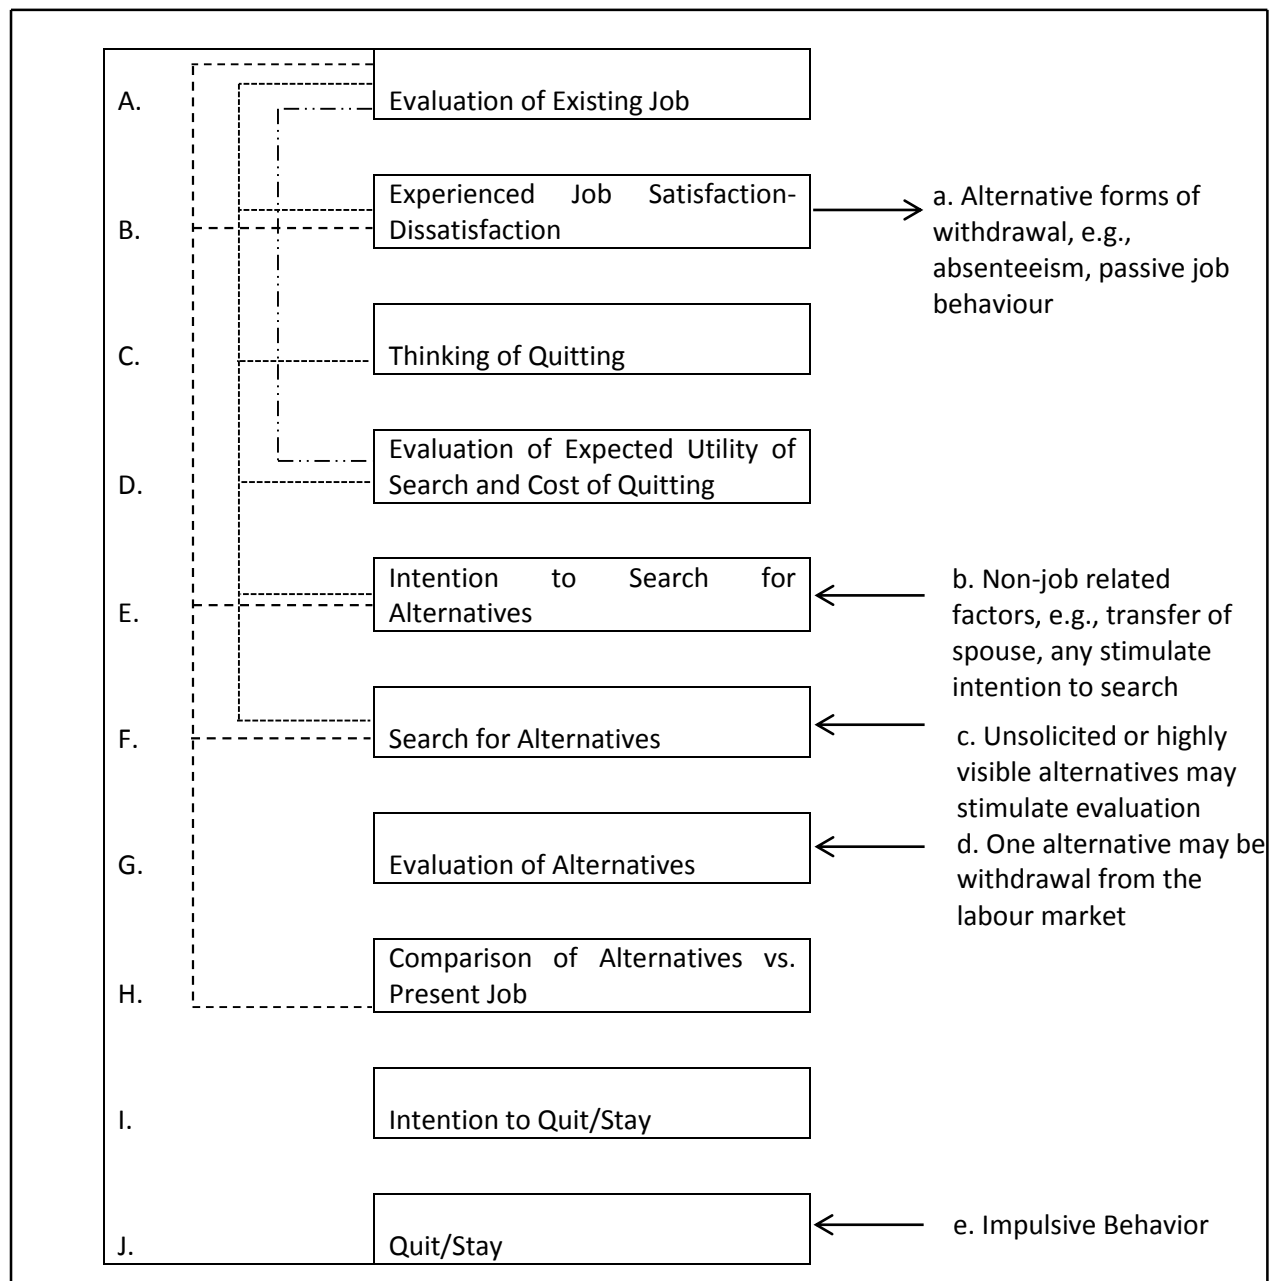 A.
Evaluation of Existing Job
B.
Experienced Job Satisfaction-
Dissatisfaction
a. Alternative forms of
withdrawal, e.g.,
absenteeism, passive job
behaviour
C.
Thinking of Quitting
D.
Evaluation of Expected Utility of
Search and Cost of Quitting
E.
Intention to Search for
Alternatives
b. Non-job related
factors, e.g., transfer of
spouse, any stimulate
intention to search
F.
Search for Alternatives
c. Unsolicited or highly
visible alternatives may
stimulate evaluation
G.
Evaluation of Alternatives
d. One alternative may be
withdrawal from the
labour market
H.
Comparison of Alternatives vs.
Present Job
I.
Intention to Quit/Stay
J.
Quit/Stay
e. Impulsive Behavior